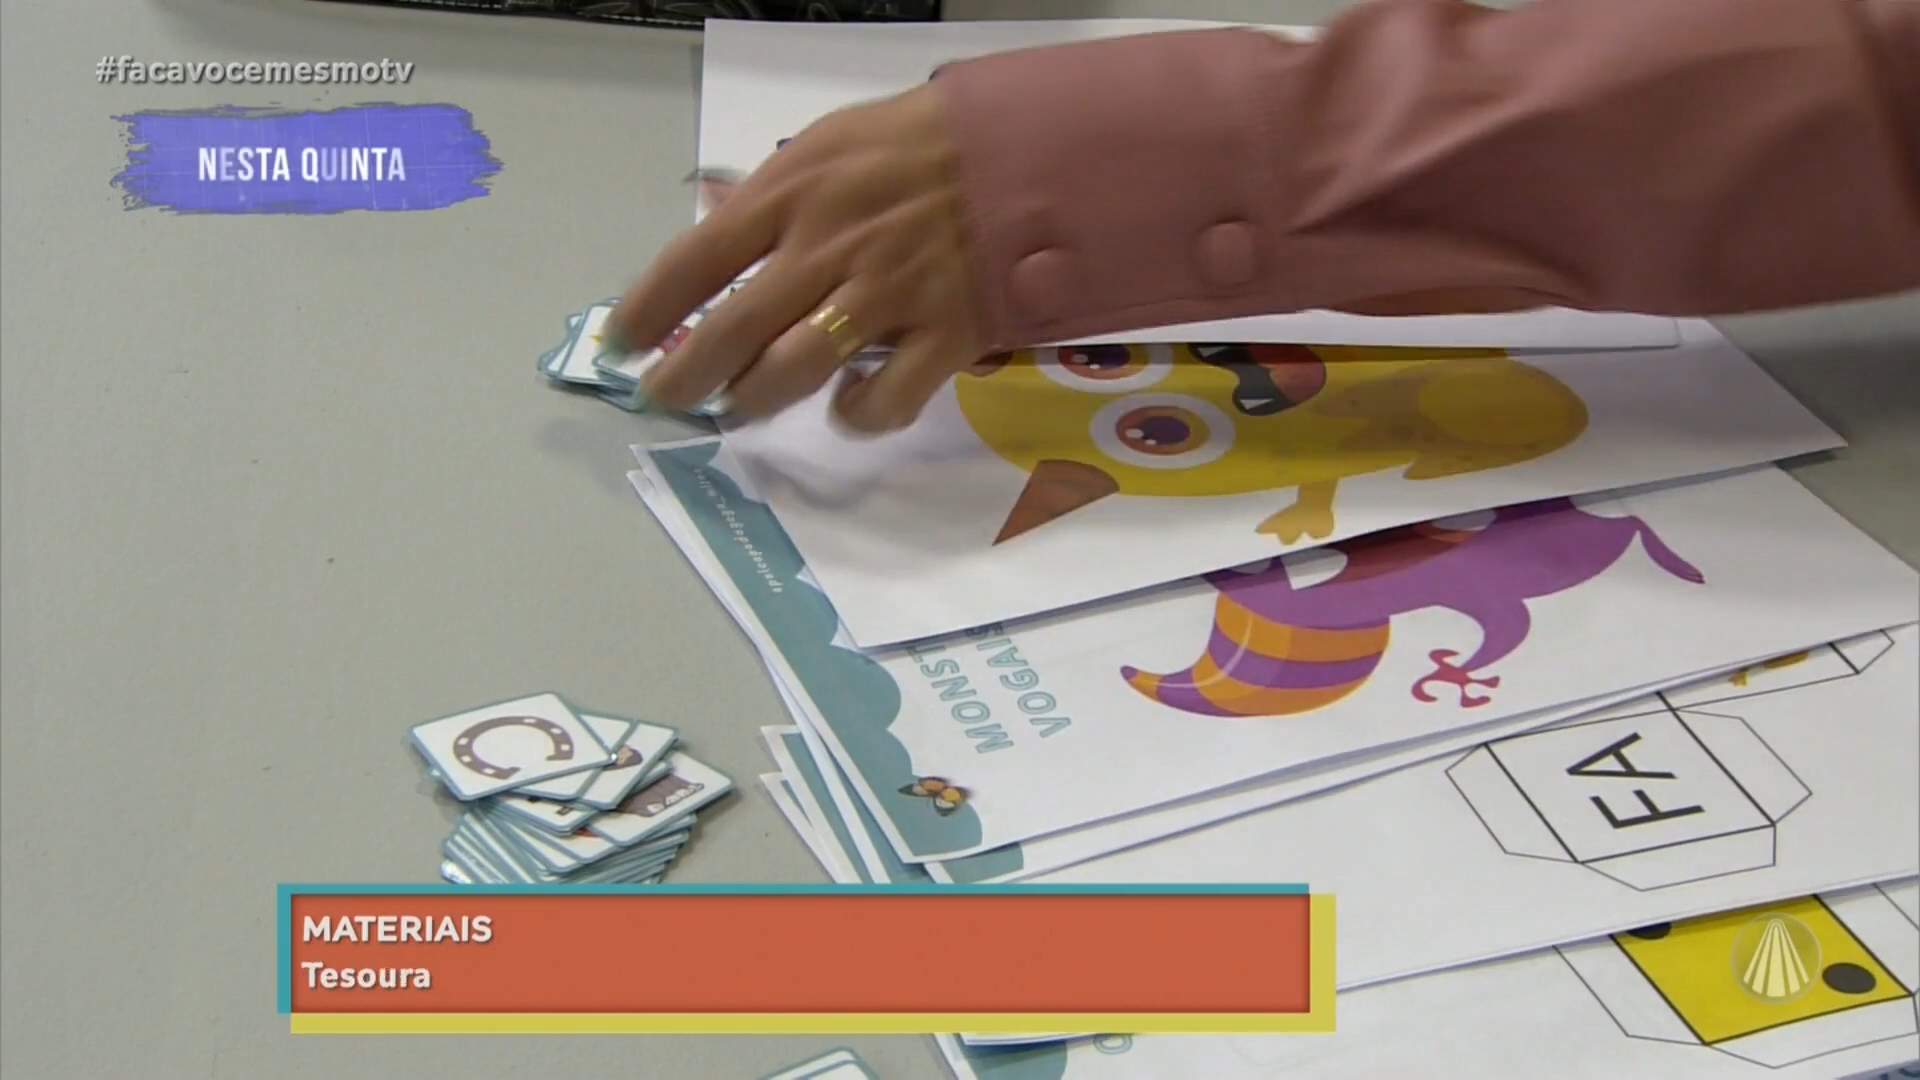 #facavocemesmotv
NESTA QUINTA
MONST
VOGAIS
FA
MATERIAIS
Tesoura